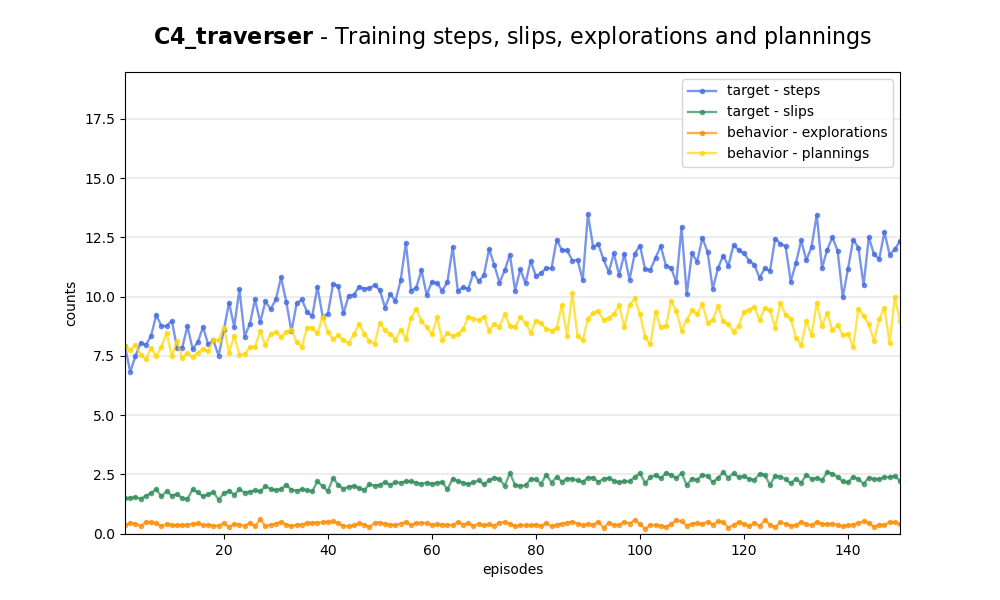 C4_traverser - Training steps, slips, explorations and plannings
target - steps
target - slips
behavior - explorations
behavior - plannings
counts
17.5
15.0
12.5
10.0
7.5
5.0
2.5
0.0
20 40 60 80 100 120 140
episodes